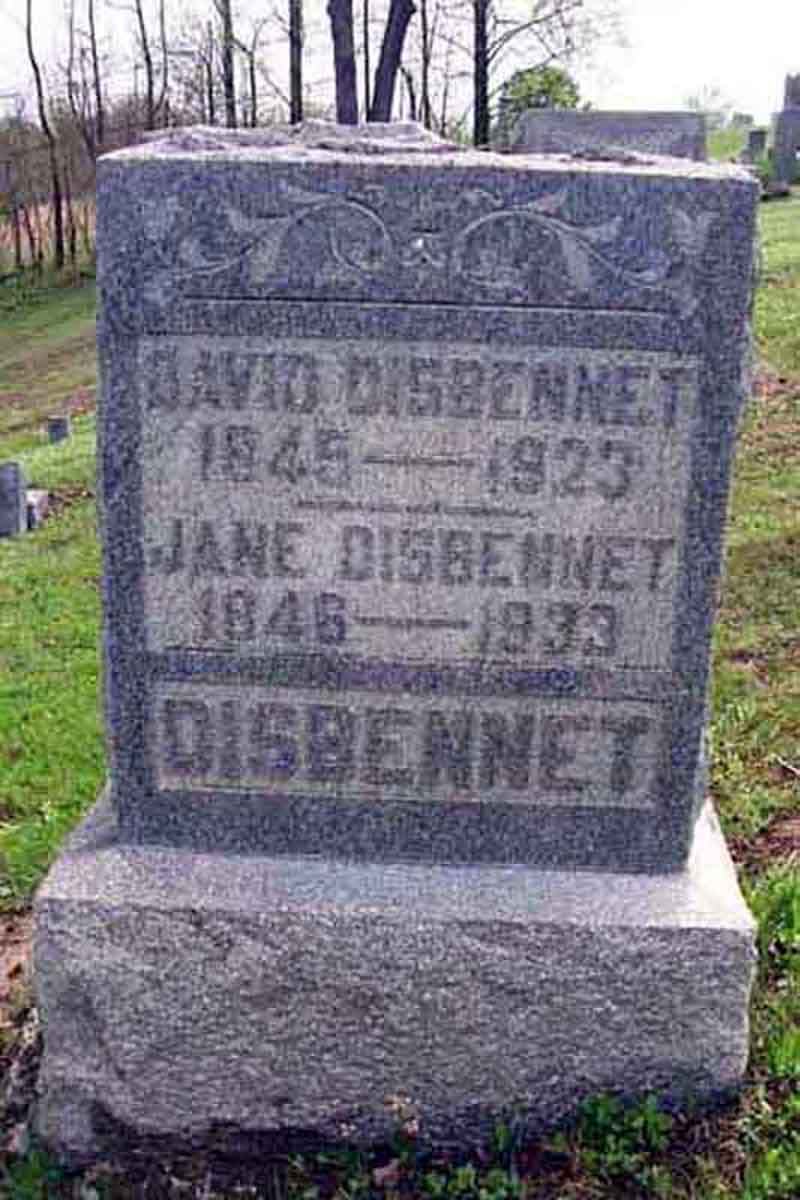 DAVID DISBENNET
1845 — 1923
JANE DISBENNET
1846 — 1933
DISBENNET